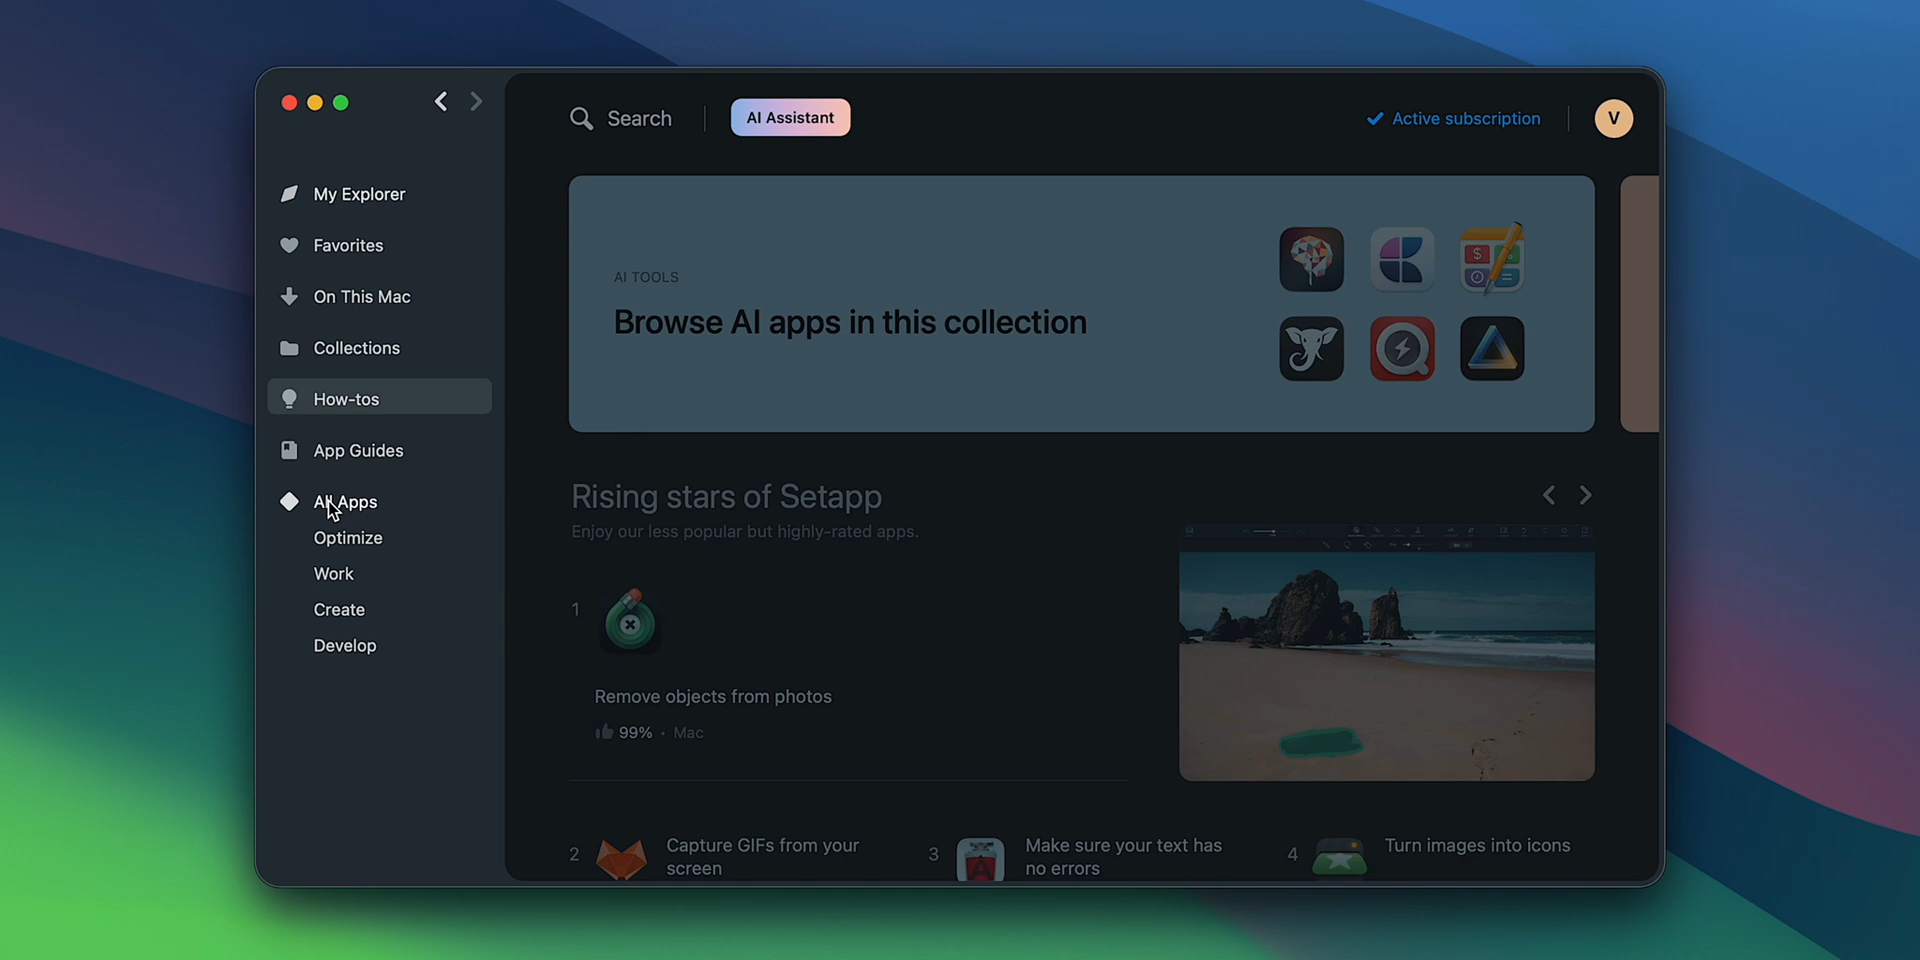 Search
AI Assistant
Active subscription
V
My Explorer
Favorites
On This Mac
Collections
How-tos
App Guides
All Apps
Optimize
Work
Create
Develop
AI TOOLS
Browse AI apps in this collection
Rising stars of Setapp
Enjoy our less popular but highly-rated apps.
1
Remove objects from photos
99% • Mac
2
Capture GIFs from your
screen
3
Make sure your text has
no errors
4
Turn images into icons